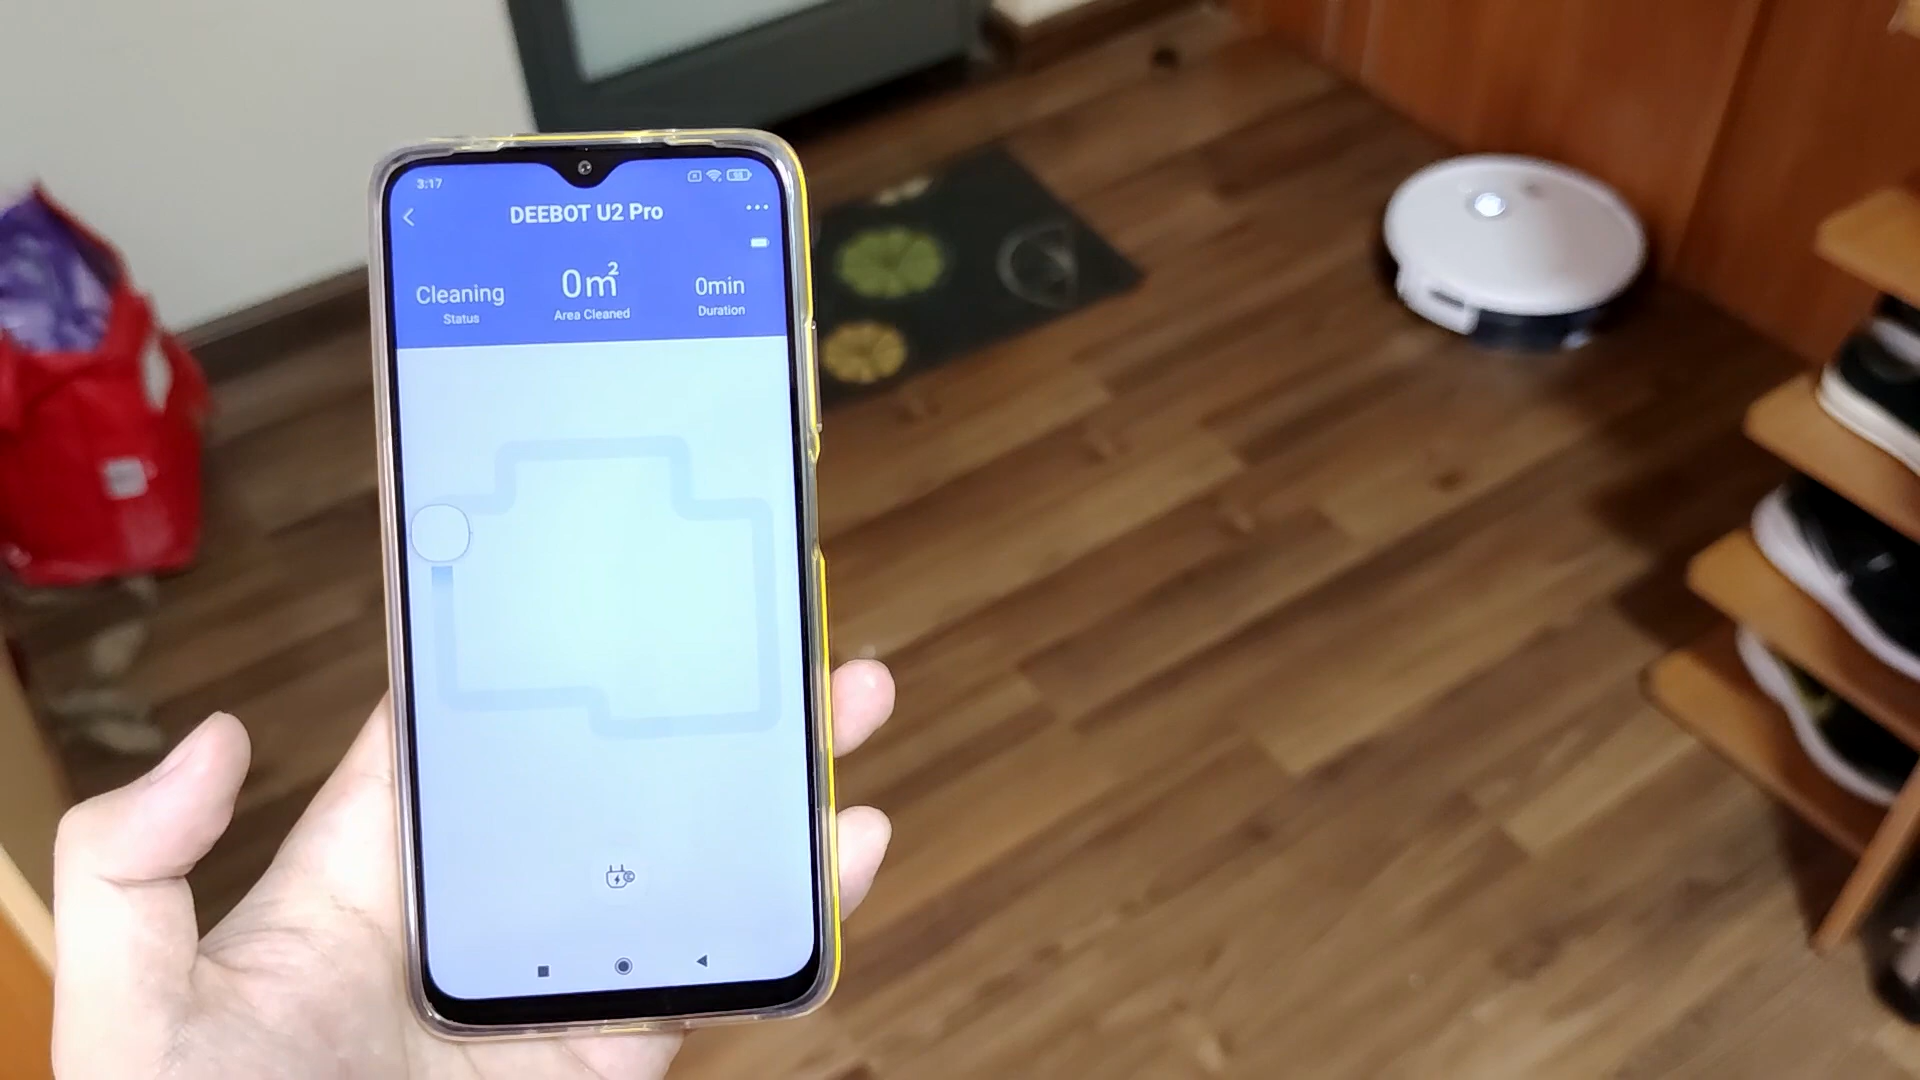 3:17
DEEBOT U2 Pro
Cleaning
Status
0m²
Area Cleaned
0min
Duration